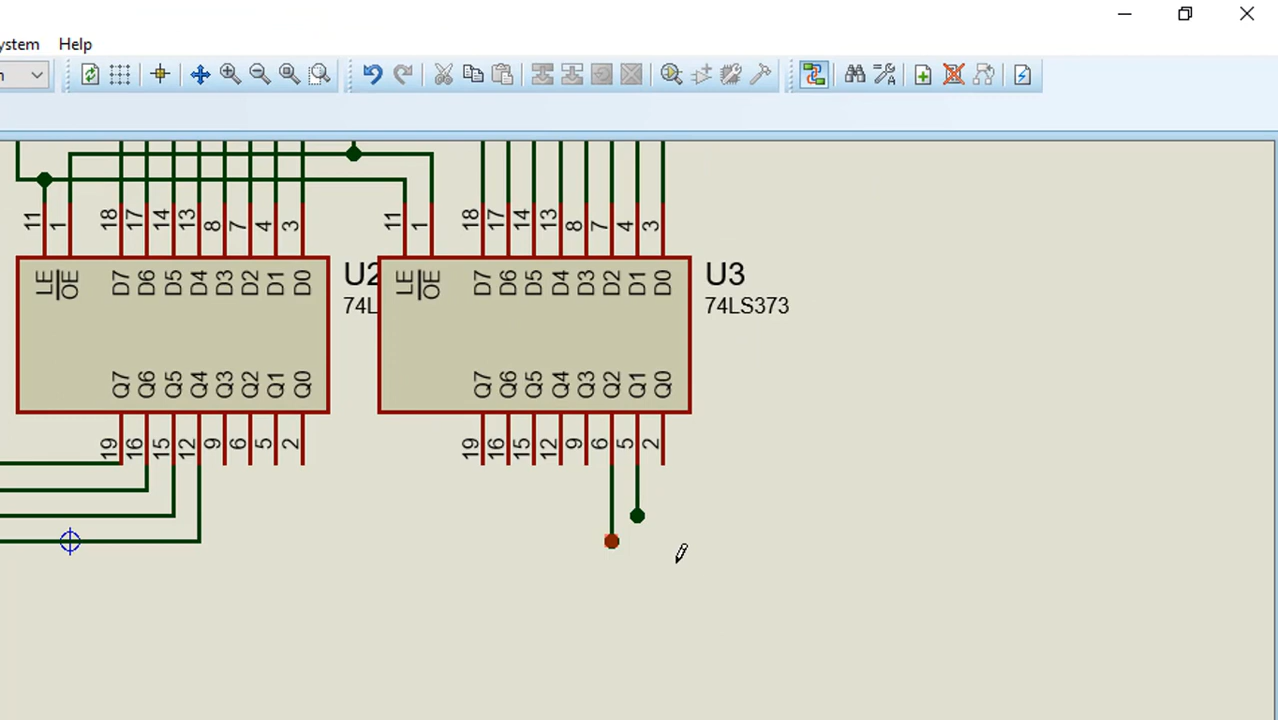 ystem Help
n
11 1 18 17 14 13 8 7 4 3 11 1 18 17 14 13 8 7 4 3
LE OE D7 D6 D5 D4 D3 D2 D1 D0 U2 LE OE D7 D6 D5 D4 D3 D2 D1 D0 U3
74L 74LS373
Q7 Q6 Q5 Q4 Q3 Q2 Q1 Q0 Q7 Q6 Q5 Q4 Q3 Q2 Q1 Q0
19 16 15 12 9 6 5 2 19 16 15 12 9 6 5 2